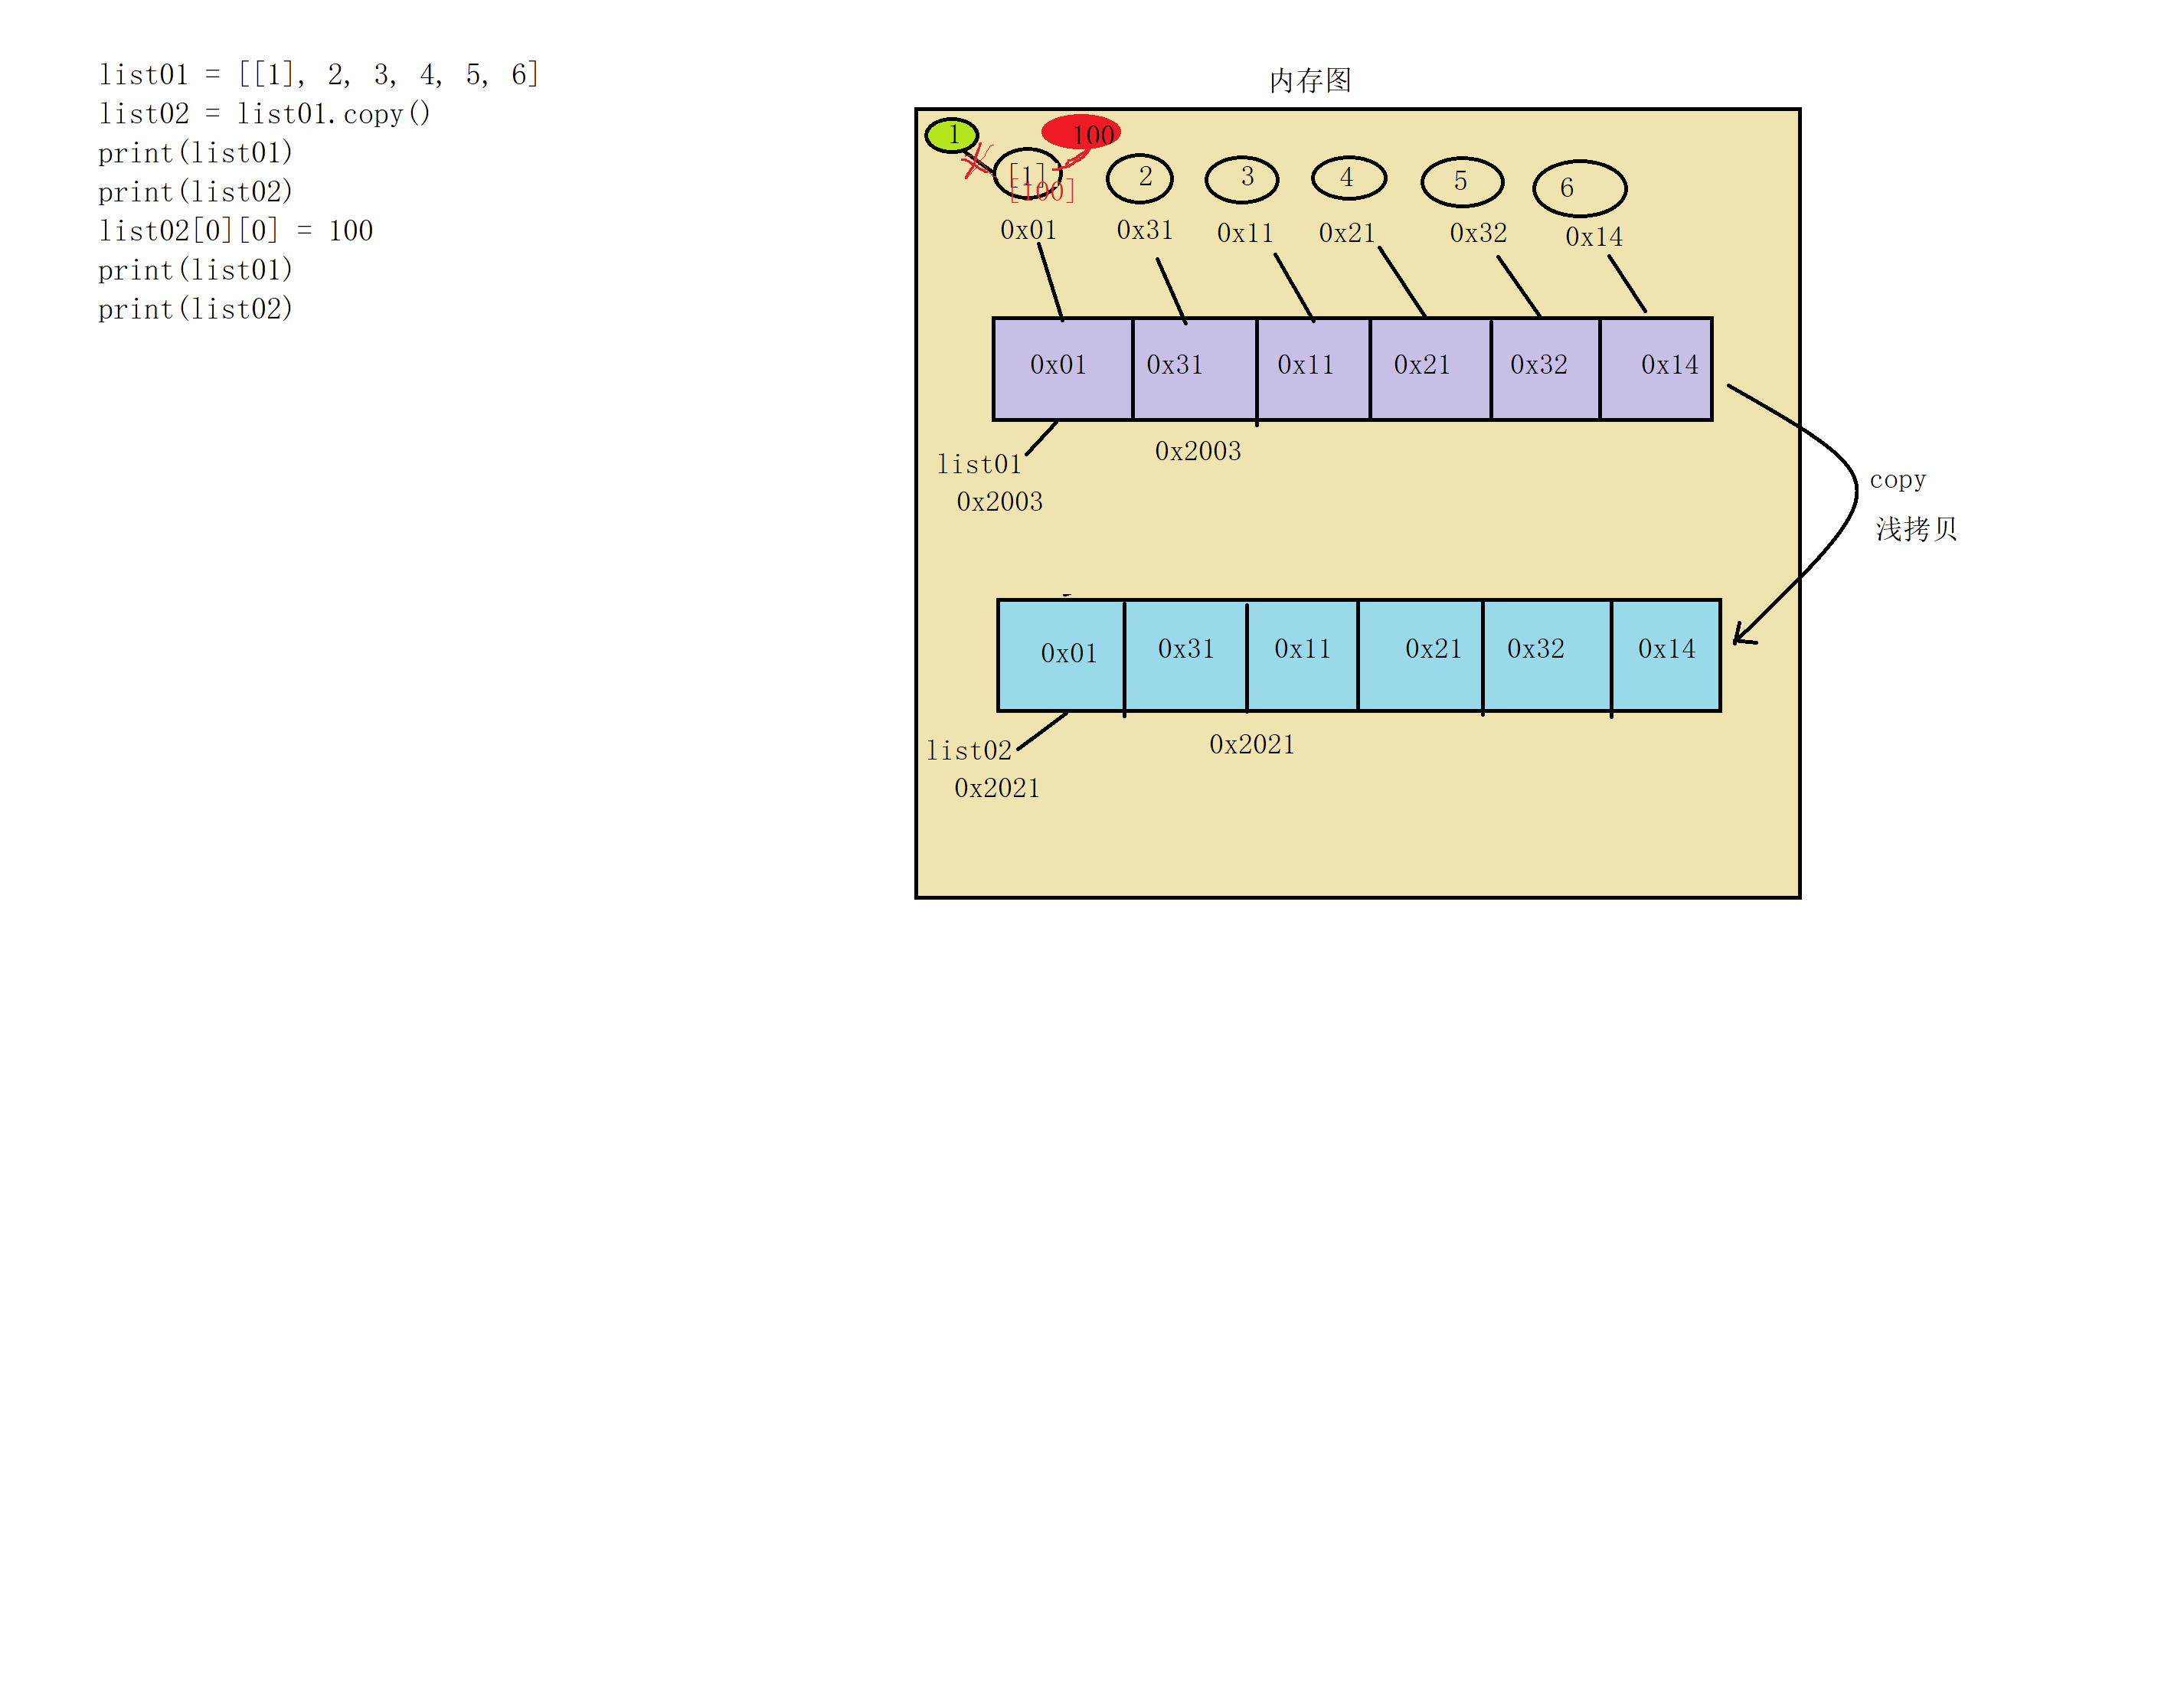 list01 = [[1], 2, 3, 4, 5, 6]
list02 = list01.copy()
print(list01)
print(list02)
list02[0][0] = 100
print(list01)
print(list02)
内存图
1
100
[1]
[100]
2
3
4
5
6
0x01
0x31
0x11
0x21
0x32
0x14
0x01
0x31
0x11
0x21
0x32
0x14
list01
0x2003
0x2003
copy
浅拷贝
0x01
0x31
0x11
0x21
0x32
0x14
list02
0x2021
0x2021